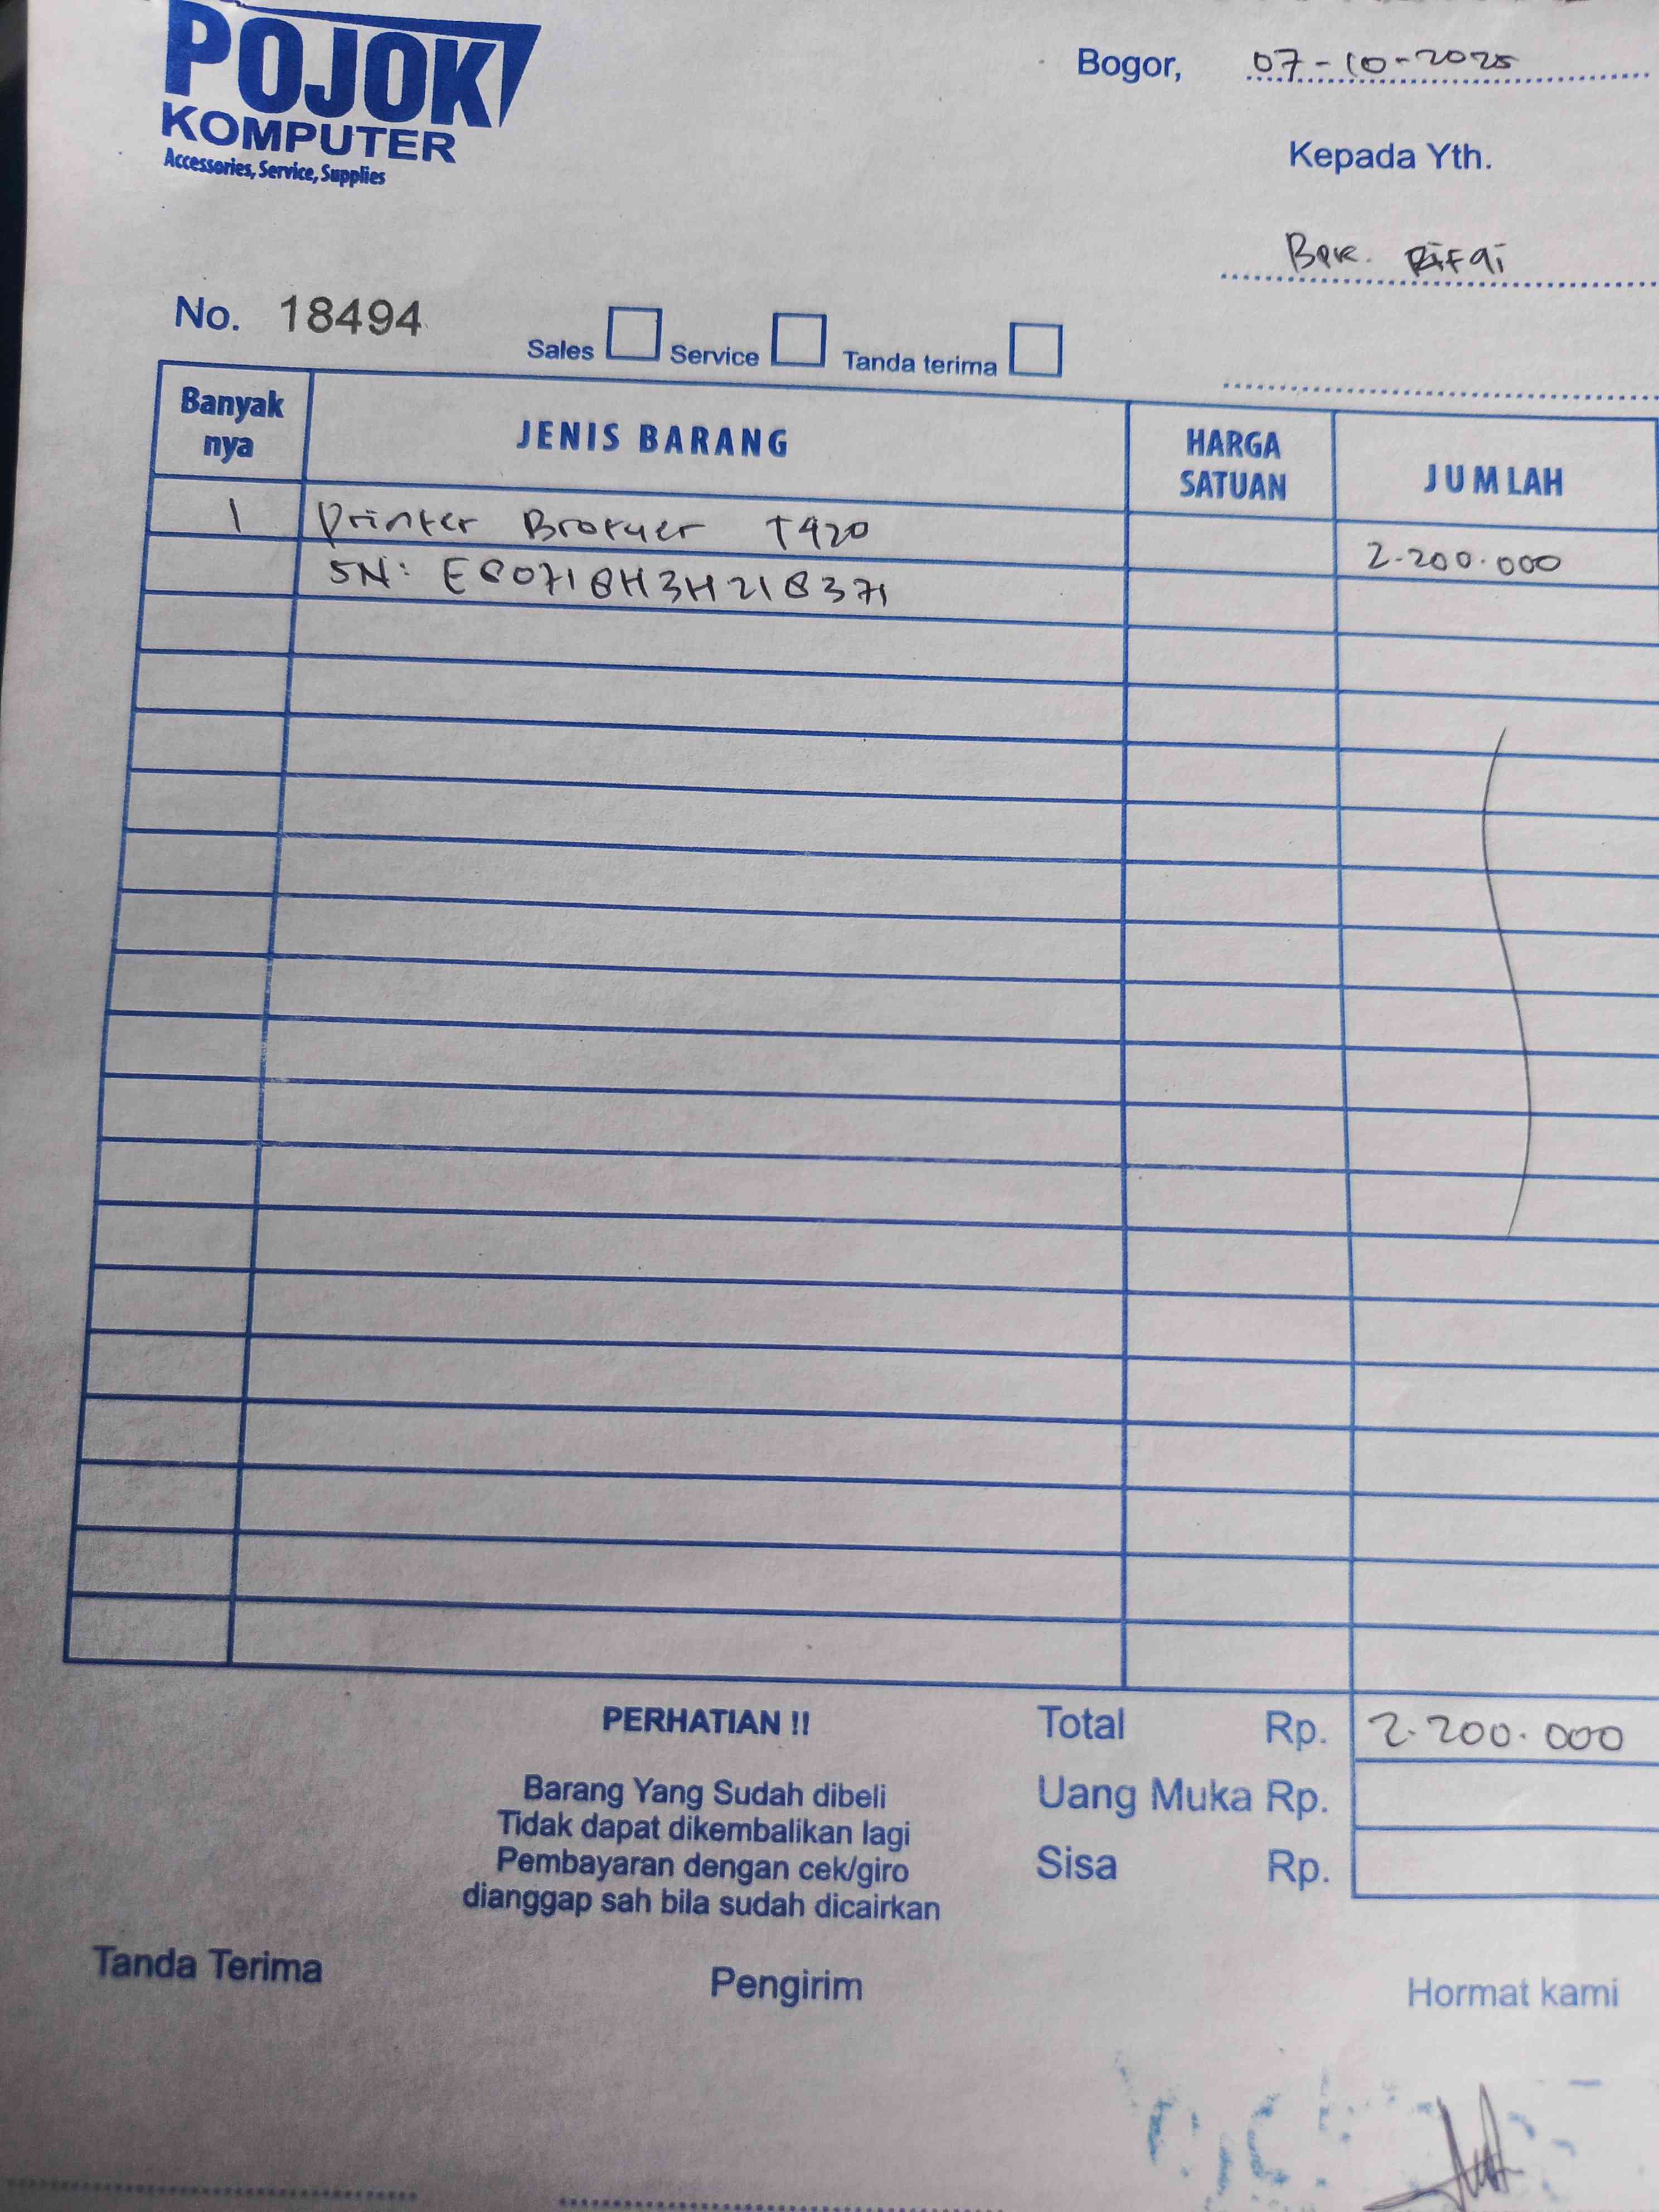 POJOK
KOMPUTER
Accessories, Service, Supplies
Bogor, 07-10-2025
Kepada Yth.
Bpk. Rifqi
No. 18494
Sales Service Tanda terima
Banyak nya JENIS BARANG HARGA SATUAN JUMLAH
1 Printer Brother T420 2.200.000
SN: E80718H3H218371
PERHATIAN !!
Barang Yang Sudah dibeli
Tidak dapat dikembalikan lagi
Pembayaran dengan cek/giro
dianggap sah bila sudah dicairkan
Total Rp. 2.200.000
Uang Muka Rp.
Sisa Rp.
Tanda Terima Pengirim Hormat kami